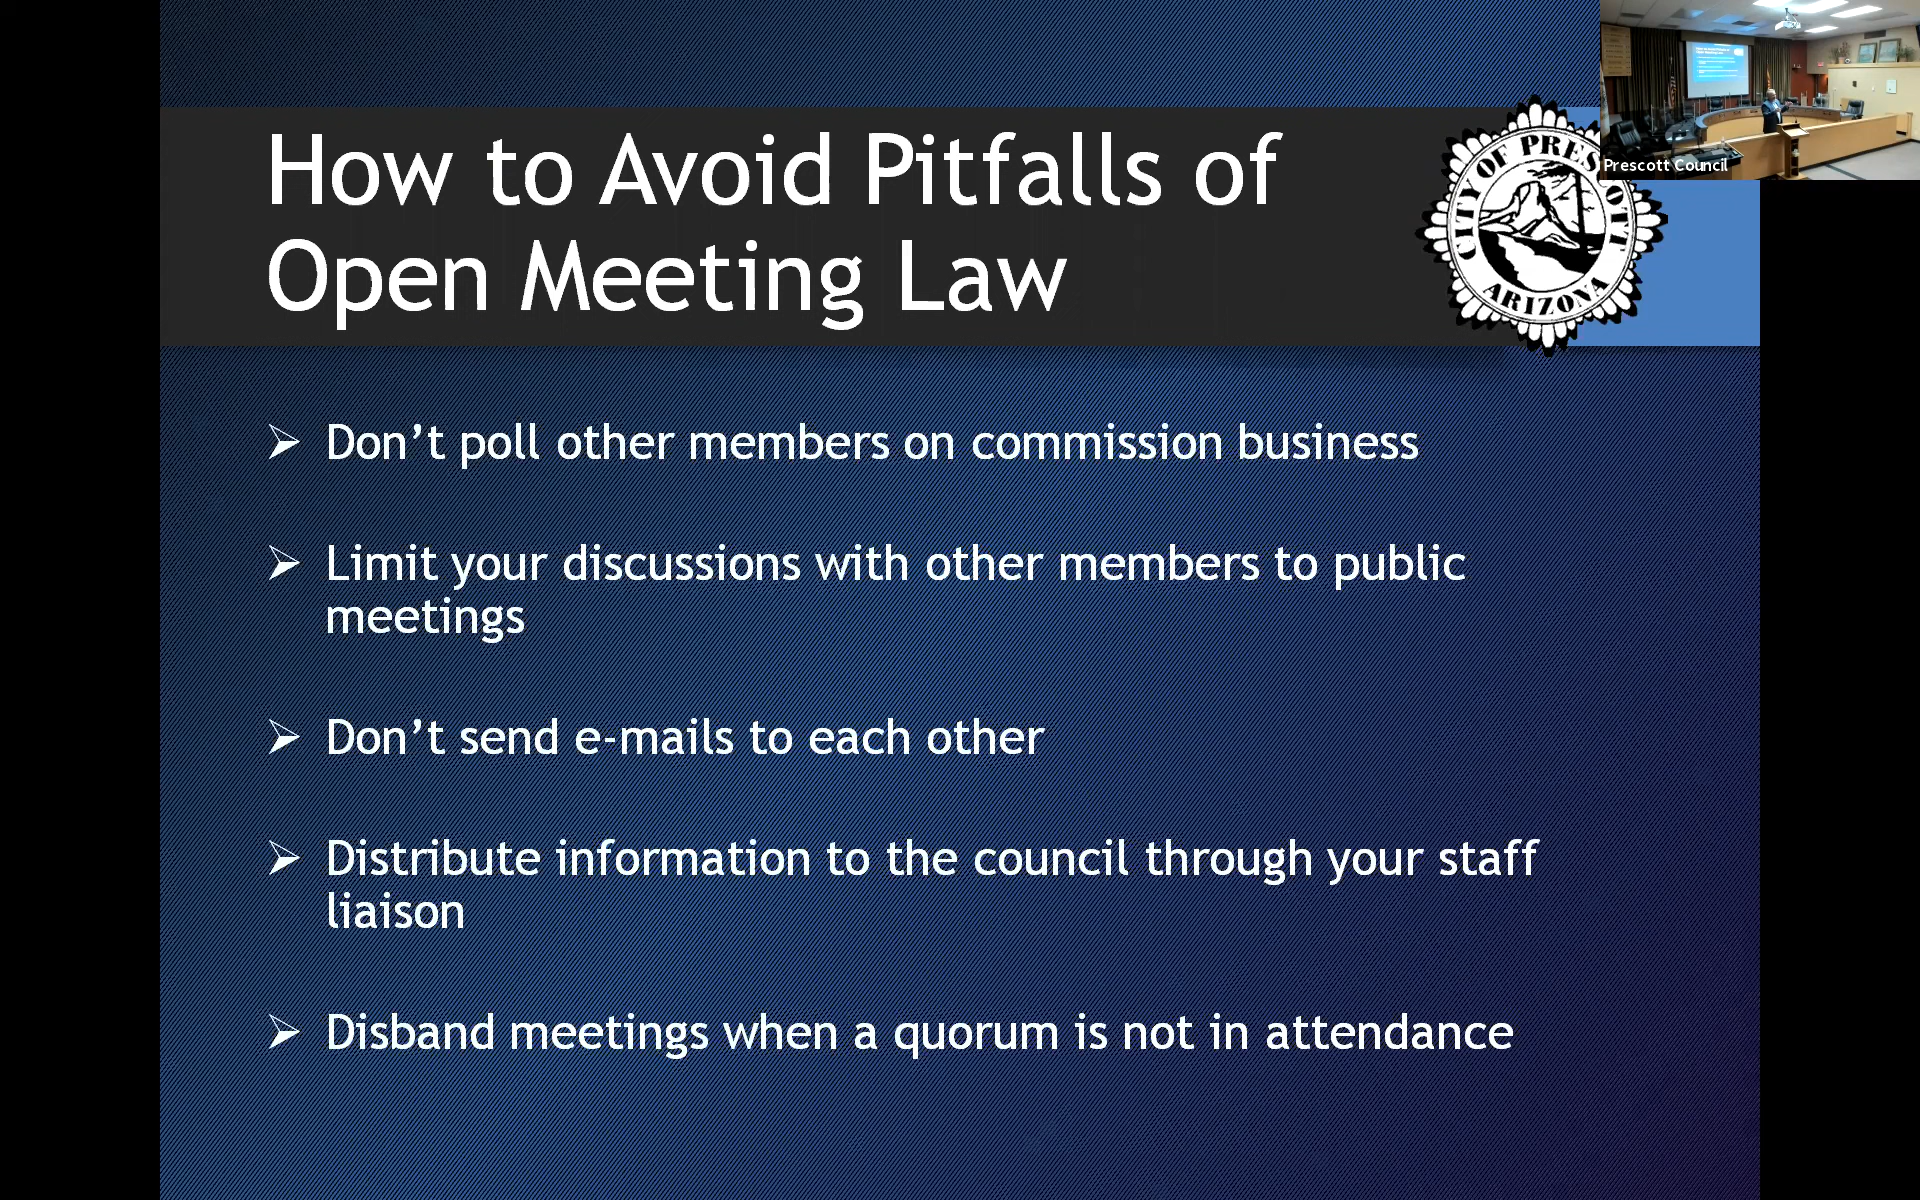 How to Avoid Pitfalls of
Open Meeting Law
CITY OF PRESCOTT
ARIZONA
Prescott Council
➢ Don’t poll other members on commission business
➢ Limit your discussions with other members to public
meetings
➢ Don’t send e-mails to each other
➢ Distribute information to the council through your staff
liaison
➢ Disband meetings when a quorum is not in attendance